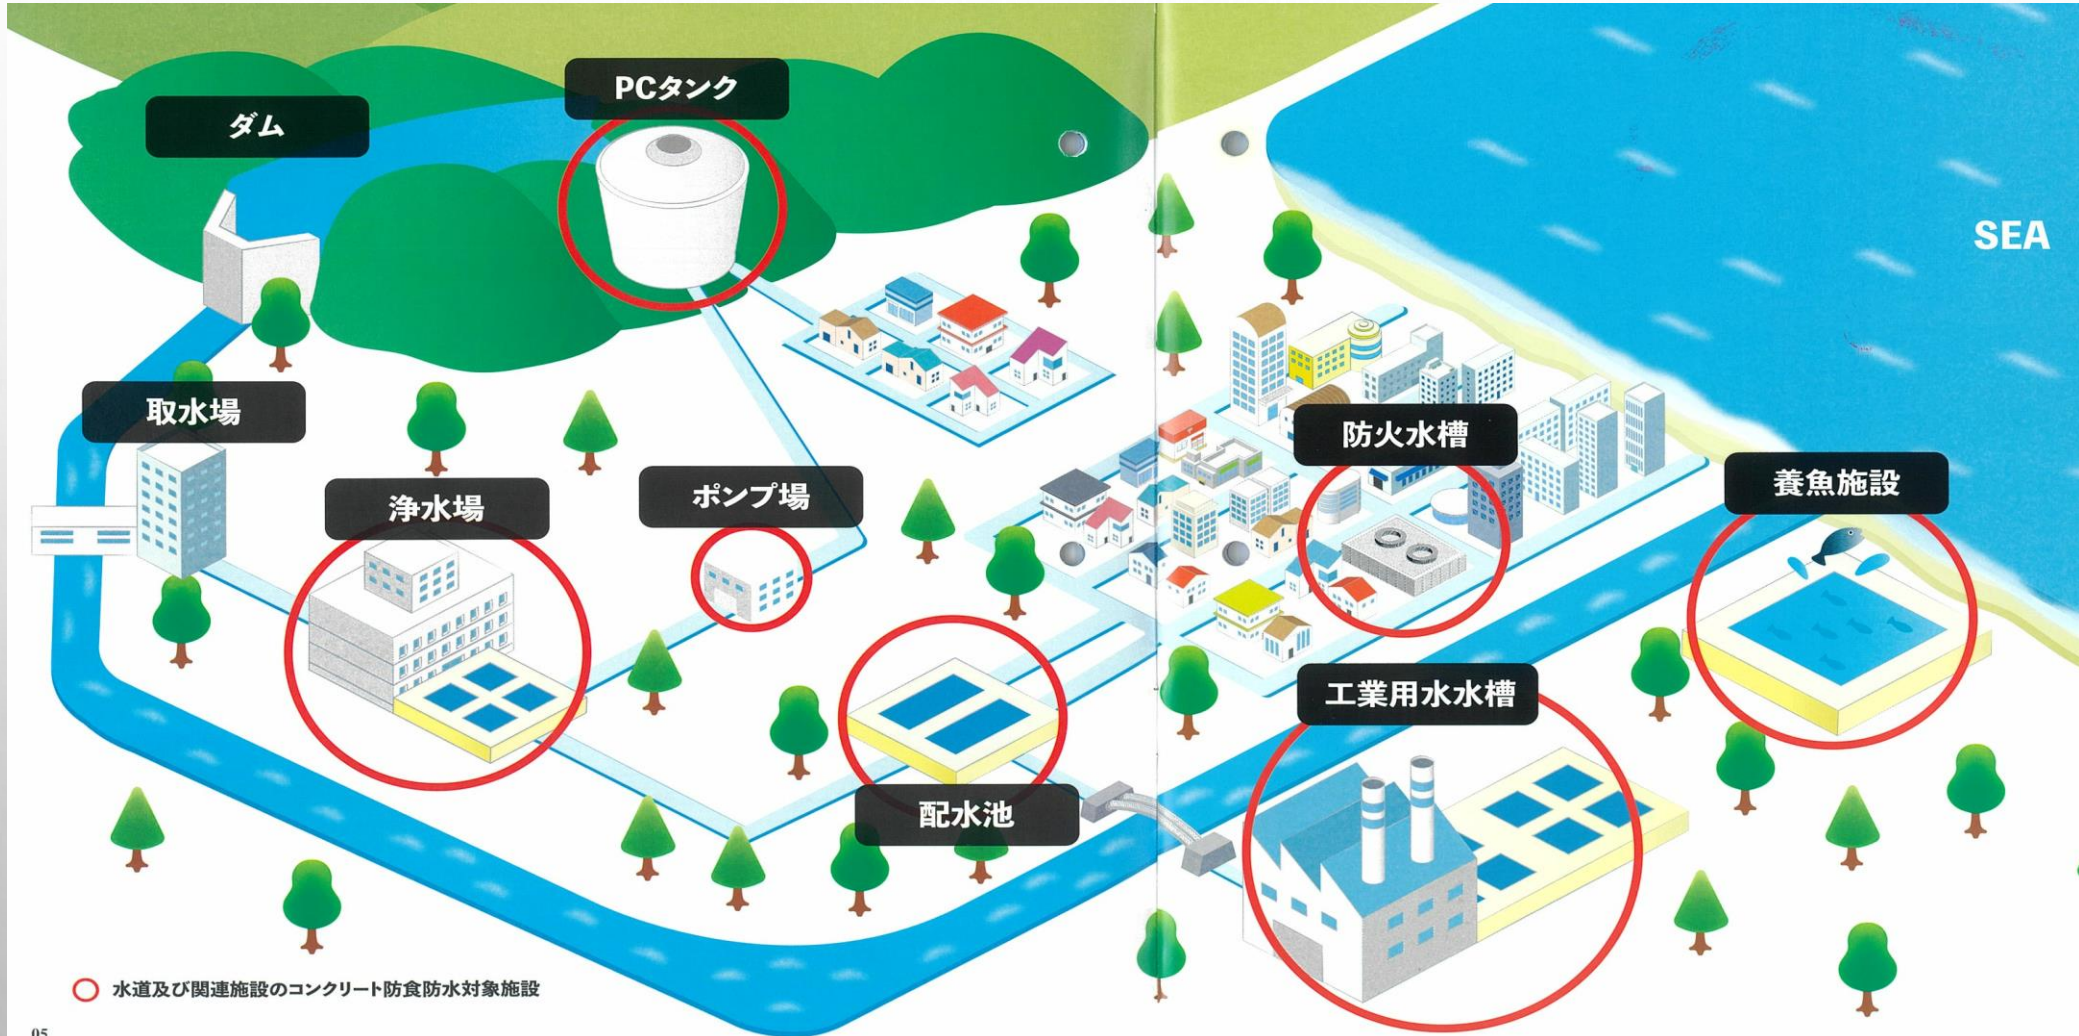 ダム
PCタンク
SEA
取水場
防火水槽
養魚施設
浄水場
ポンプ場
工業用水水槽
配水池
水道及び関連施設のコンクリート防食防水対象施設
05